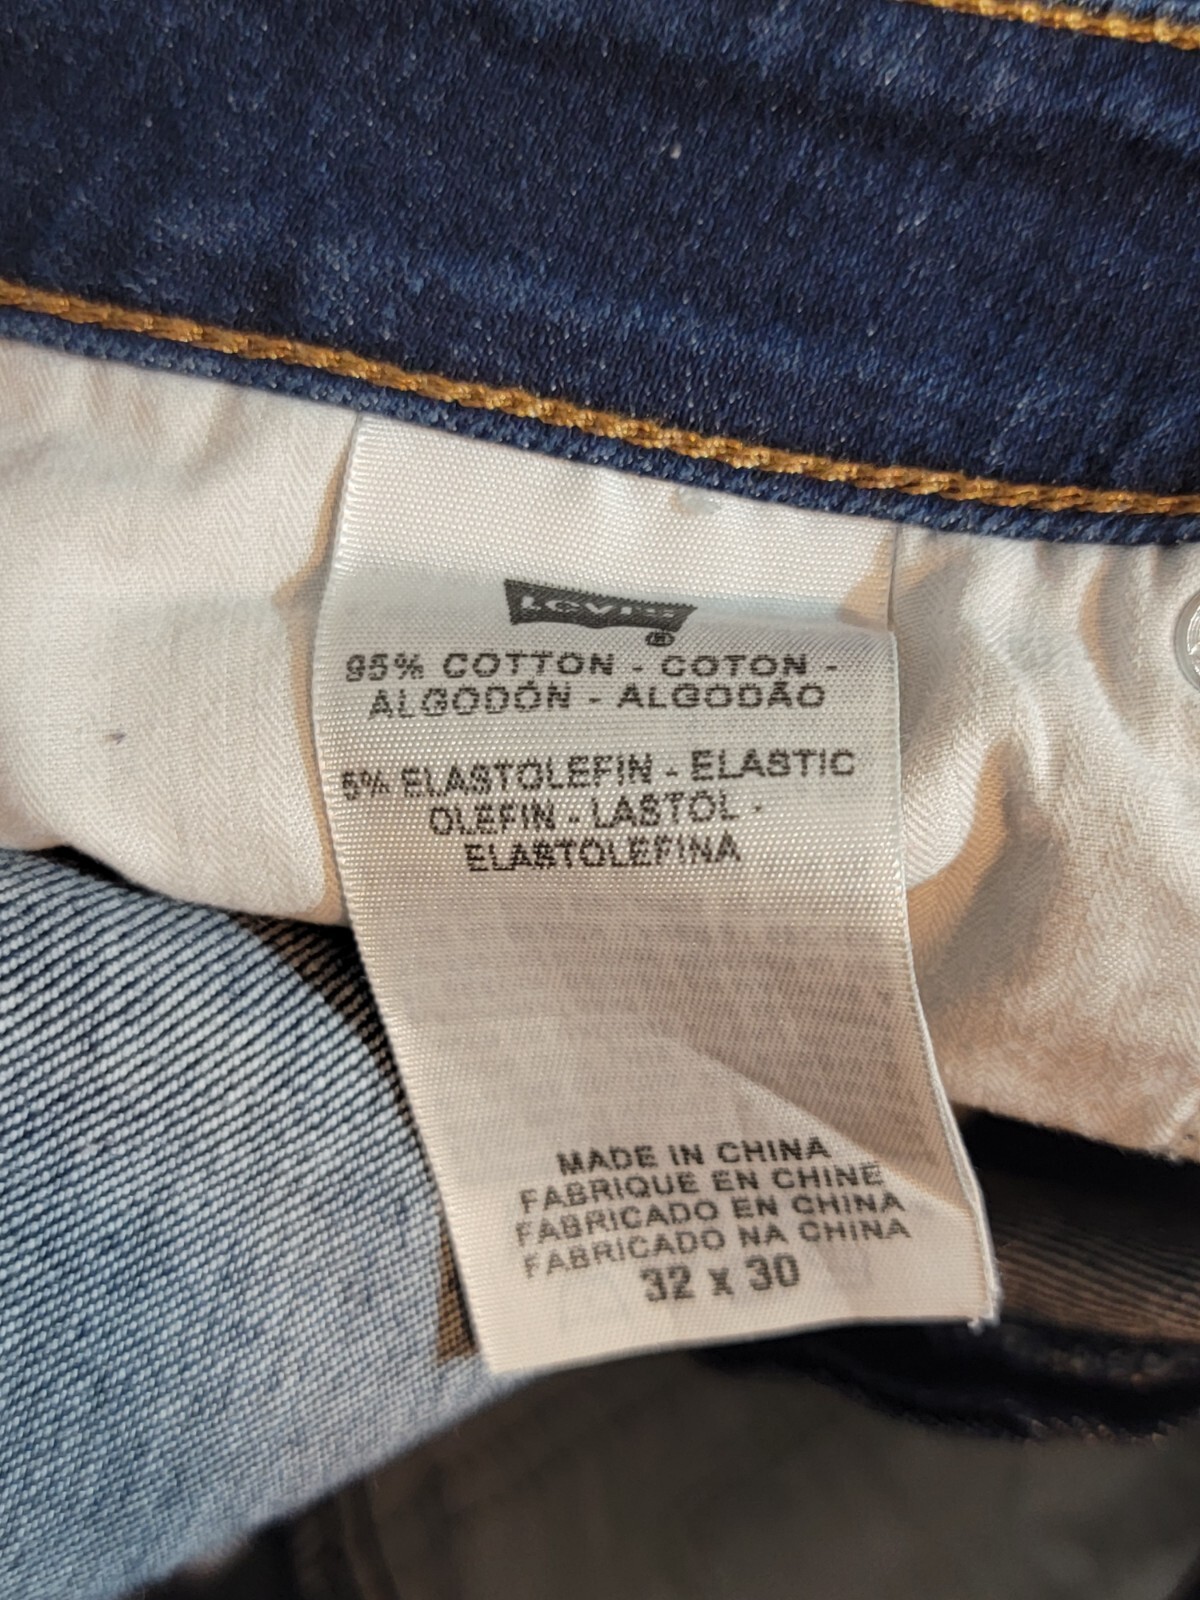 Levi's
®
95% COTTON - COTON -
ALGODÓN - ALGODÃO
5% ELASTOLEFIN - ELASTIC
OLEFIN - LASTOL -
ELASTOLEFINA
MADE IN CHINA
FABRIQUE EN CHINE
FABRICADO EN CHINA
FABRICADO NA CHINA
32 x 30